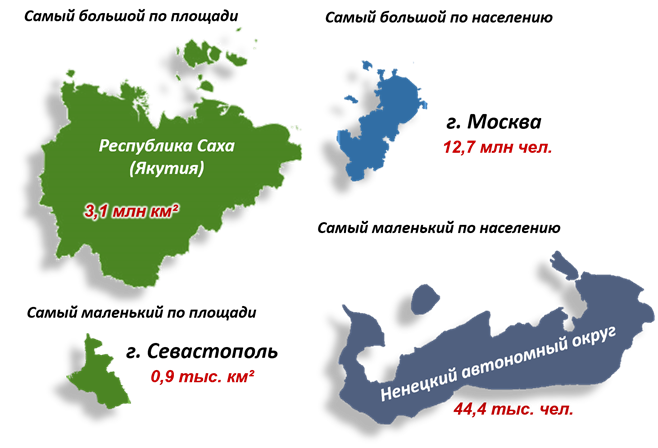 Самый большой по площади
Республика Саха
(Якутия)
3,1 млн км²
Самый большой по населению
г. Москва
12,7 млн чел.
Самый маленький по площади
г. Севастополь
0,9 тыс. км²
Самый маленький по населению
Ненецкий автономный округ
44,4 тыс. чел.